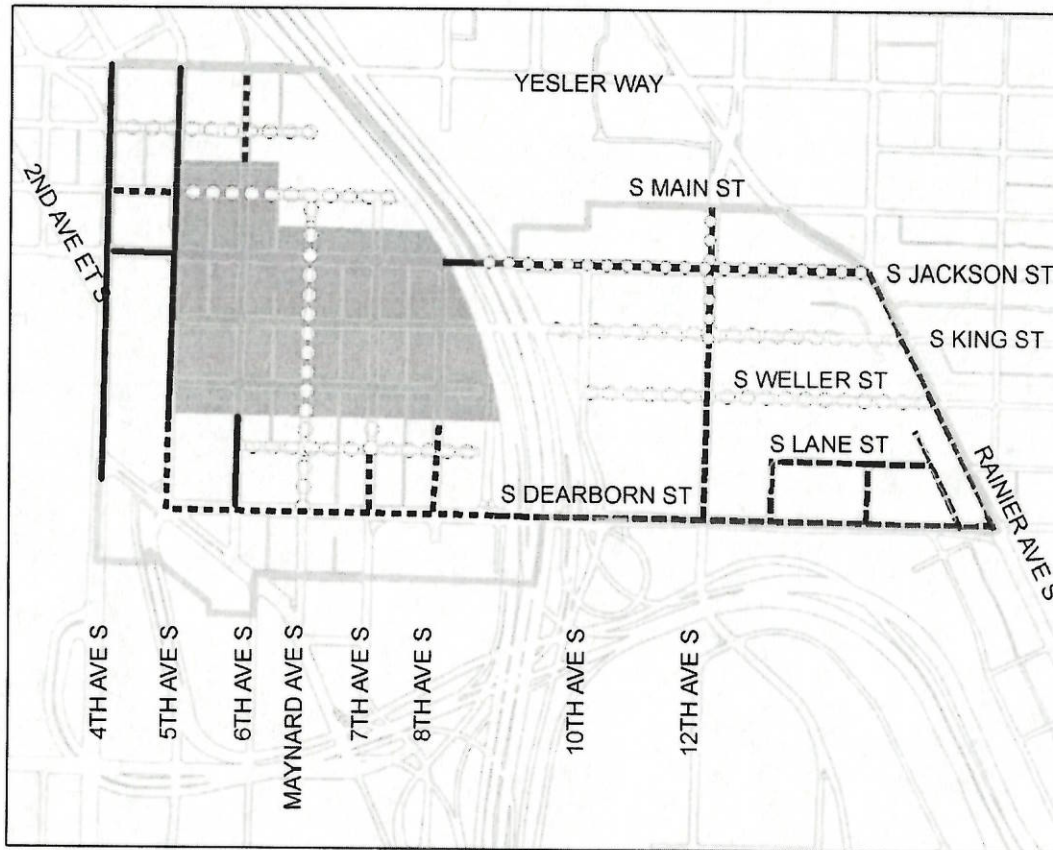 YESLER WAY
S MAIN ST
2ND AVE ET S
S JACKSON ST
S KING ST
S WELLER ST
S LANE ST
S DEARBORN ST
RAINIER AVE S
4TH AVE S
5TH AVE S
6TH AVE S
MAYNARD AVE S
7TH AVE S
8TH AVE S
10TH AVE S
12TH AVE S